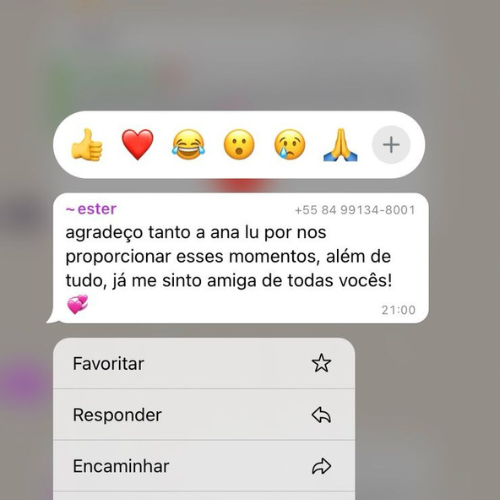 ~ester +55 84 99134-8001
agradeço tanto a ana lu por nos
proporcionar esses momentos, além de
tudo, já me sinto amiga de todas vocês!
💞 21:00
Favoritar
Responder
Encaminhar